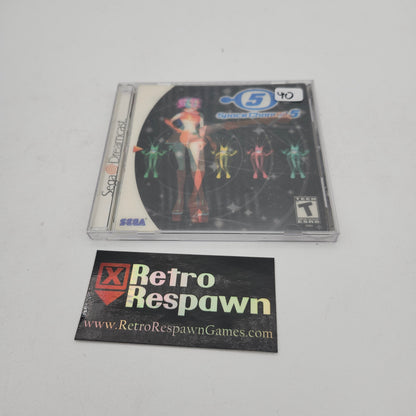 5
40
Space Channel 5
Sega Dreamcast
SEGA
TEEN
T
ESRB
Retro
Respawn
www.RetroRespawnGames.com